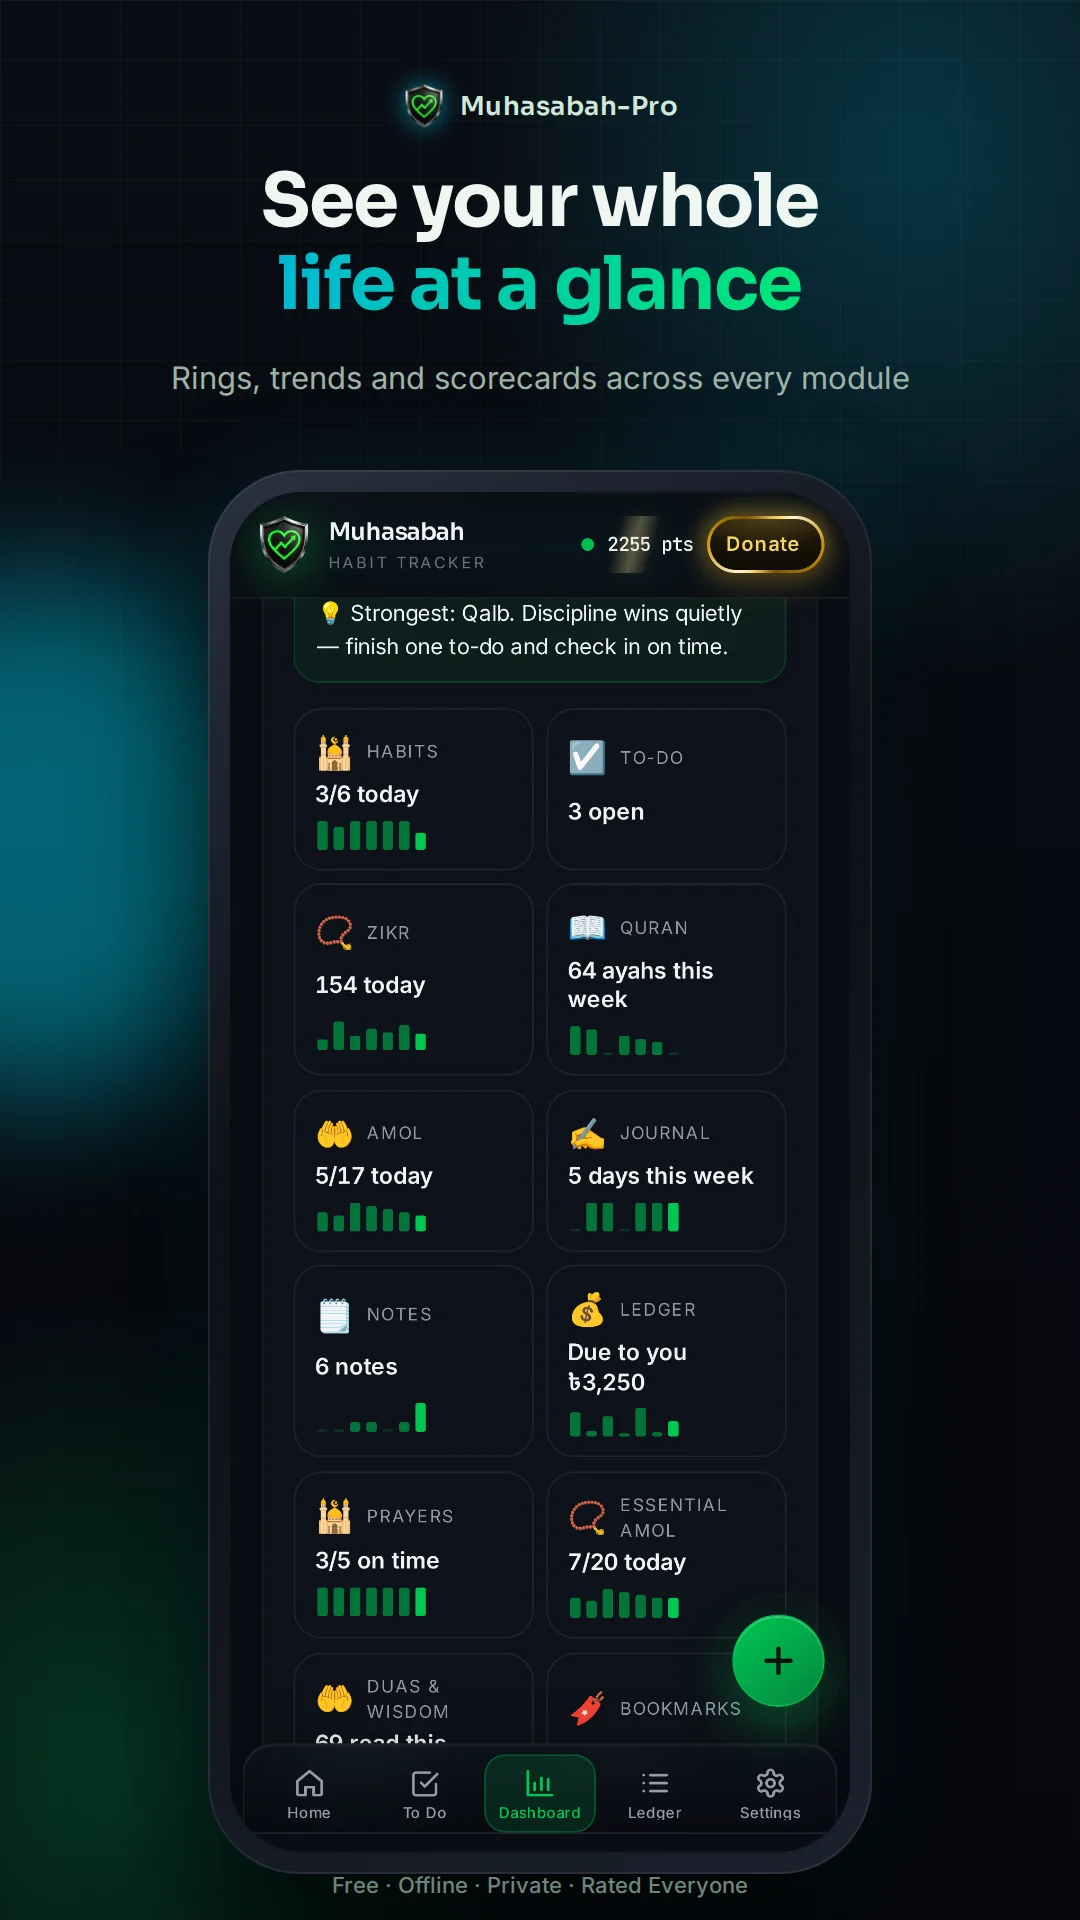 Muhasabah-Pro
See your whole
life at a glance
Rings, trends and scorecards across every module
Muhasabah
HABIT TRACKER
2255 pts
Donate
Strongest: Qalb. Discipline wins quietly
— finish one to-do and check in on time.
HABITS
3/6 today
TO-DO
3 open
ZIKR
154 today
QURAN
64 ayahs this
week
AMOL
5/17 today
JOURNAL
5 days this week
NOTES
6 notes
LEDGER
Due to you
৳3,250
PRAYERS
3/5 on time
ESSENTIAL
AMOL
7/20 today
DUAS &
WISDOM
69 read this
BOOKMARKS
Home
To Do
Dashboard
Ledger
Settings
Free · Offline · Private · Rated Everyone